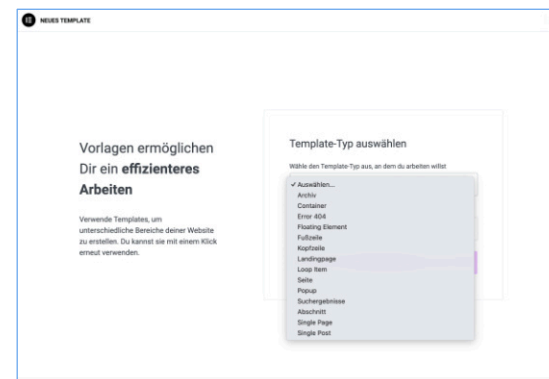 NEUES TEMPLATE
Vorlagen ermöglichen
Dir ein effizienteres
Arbeiten
Verwende Templates, um
unterschiedliche Bereiche deiner Website
zu erstellen. Du kannst sie mit einem Klick
erneut verwenden.
Template-Typ auswählen
Wähle den Template-Typ aus, an dem du arbeiten willst
✓ Auswählen...
Archiv
Container
Error 404
Floating Element
Fußzeile
Kopfzeile
Landingpage
Loop Item
Seite
Popup
Suchergebnisse
Abschnitt
Single Page
Single Post